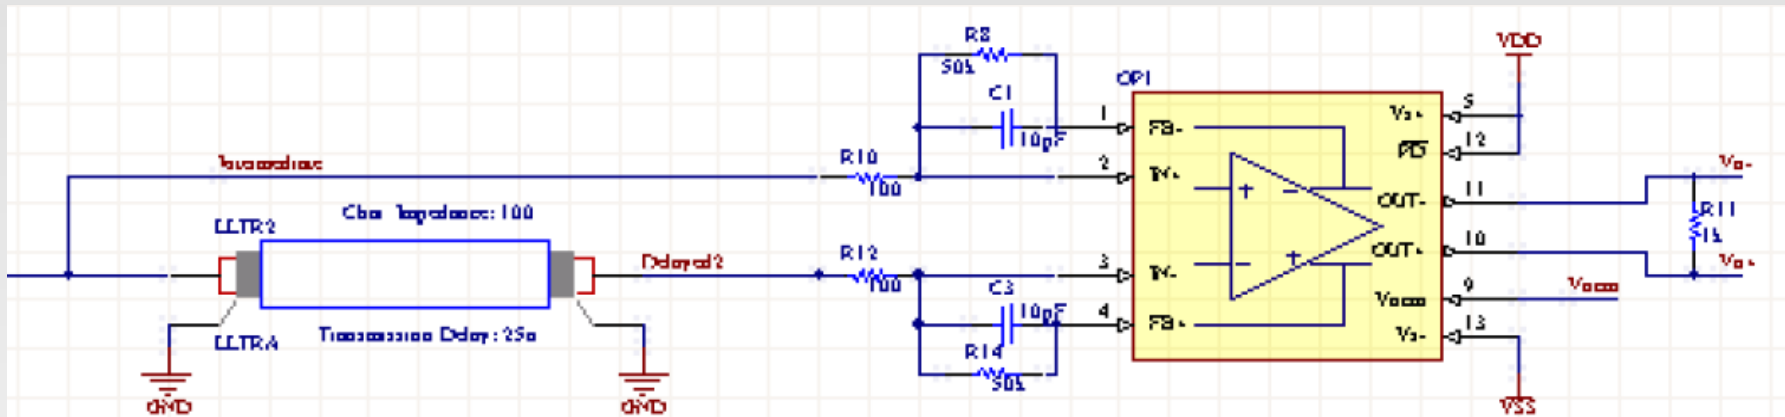 R8
VDD
C1
OP1
1
FB-
Vs+
5
10pF
12
PD
R10
2
IN+
100
11
Vo-
OUT-
Char Impedance: 100
R11
LLTR2
1k
R12
10
OUT+
Delayed2
3
IN-
Vo+
100
C3
9
Vocm
Vocm
10pF
4
FB+
13
Vs-
Transmission Delay: 25n
LLTRA
R14
GND
GND
VSS